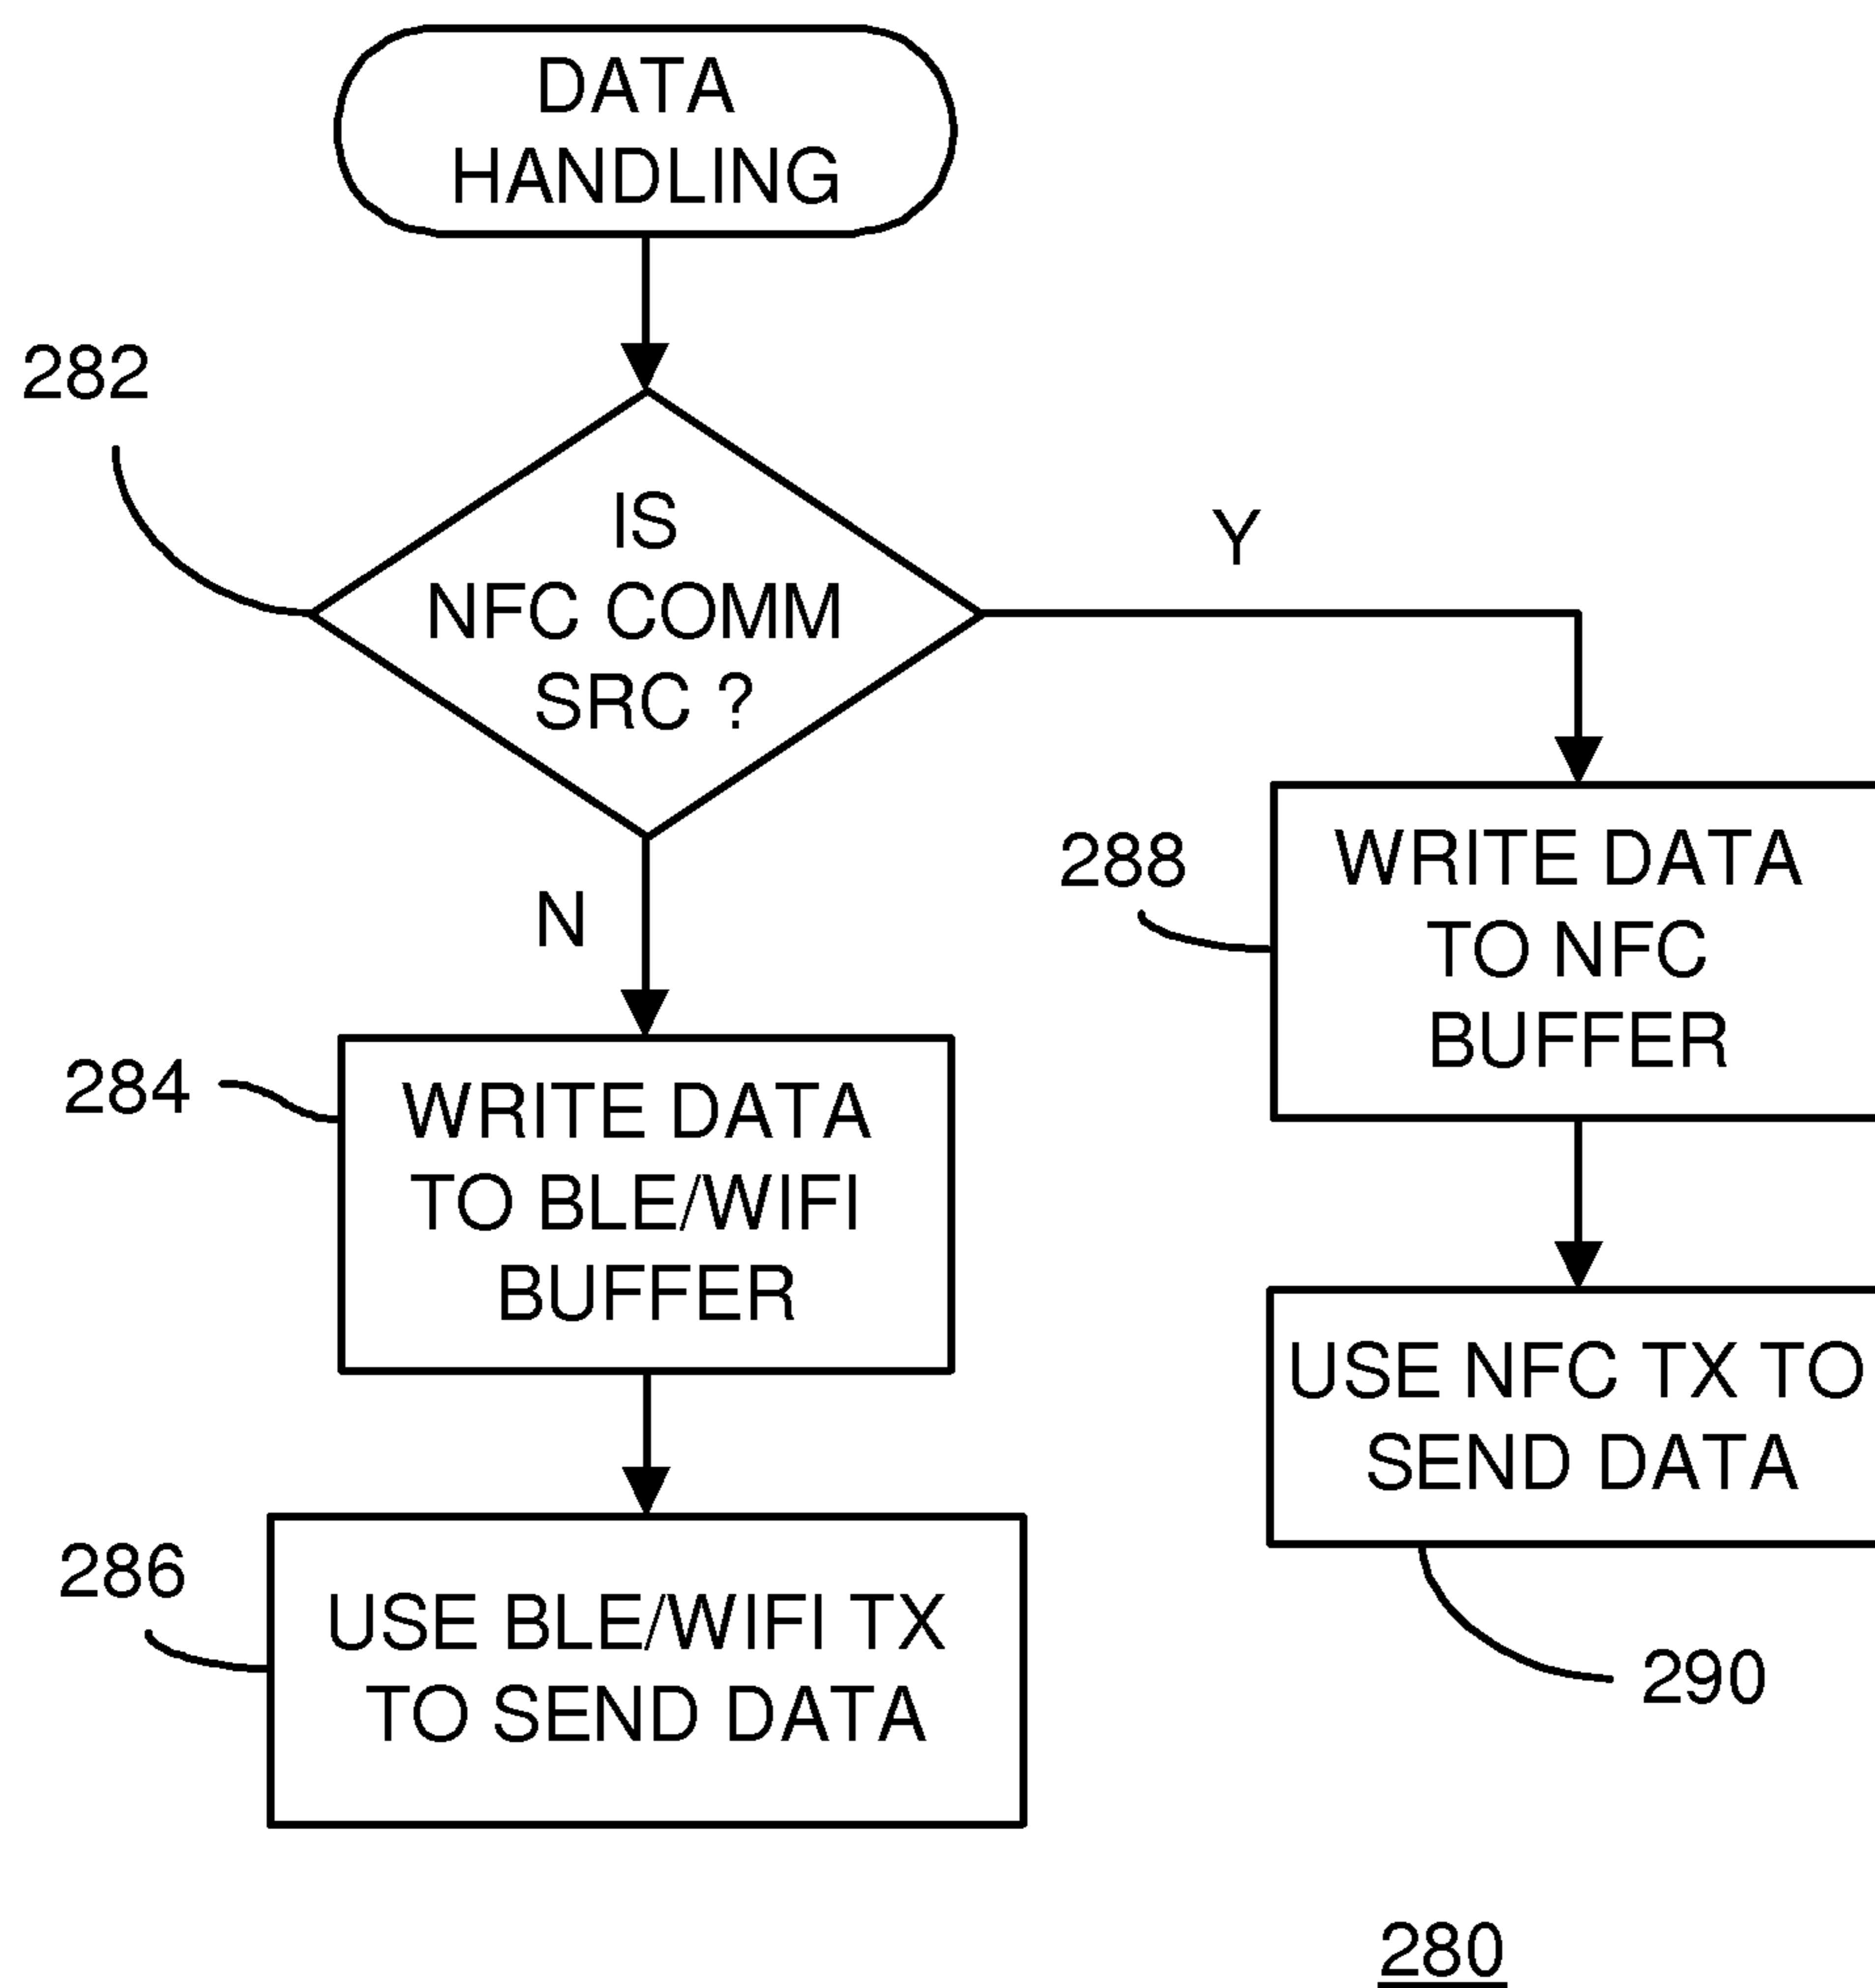 DATA
HANDLING
282
IS
NFC COMM
SRC ?
Y
N
288
WRITE DATA
TO NFC
BUFFER
284
WRITE DATA
TO BLE/WIFI
BUFFER
USE NFC TX TO
SEND DATA
286
USE BLE/WIFI TX
TO SEND DATA
290
280